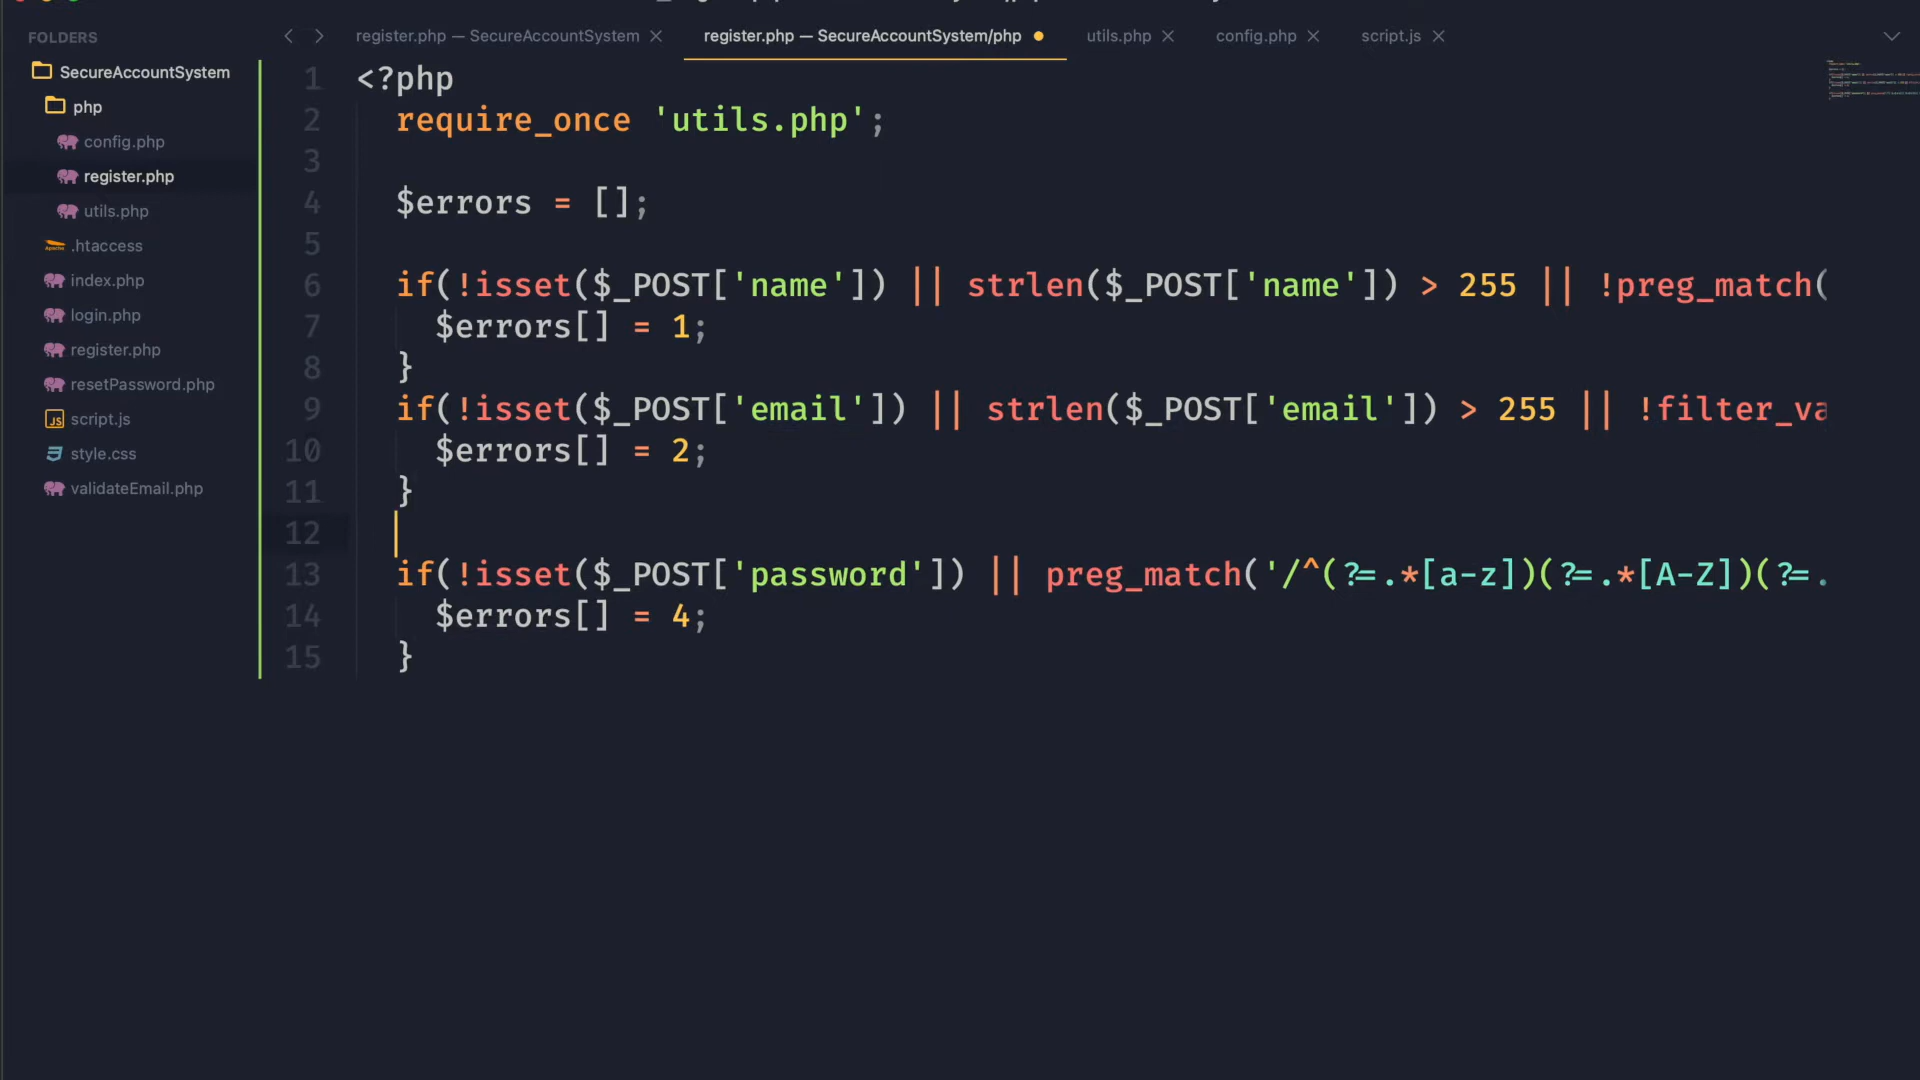 FOLDERS
SecureAccountSystem
php
config.php
register.php
utils.php
.htaccess
index.php
login.php
register.php
resetPassword.php
script.js
style.css
validateEmail.php
register.php — SecureAccountSystem
register.php — SecureAccountSystem/php
utils.php
config.php
script.js
1 <?php
2 require_once 'utils.php';
3
4 $errors = [];
5
6 if(!isset($_POST['name']) || strlen($_POST['name']) > 255 || !preg_match(
7 $errors[] = 1;
8 }
9 if(!isset($_POST['email']) || strlen($_POST['email']) > 255 || !filter_va
10 $errors[] = 2;
11 }
12
13 if(!isset($_POST['password']) || preg_match('/^(?=.*[a-z])(?=.*[A-Z])(?=.
14 $errors[] = 4;
15 }